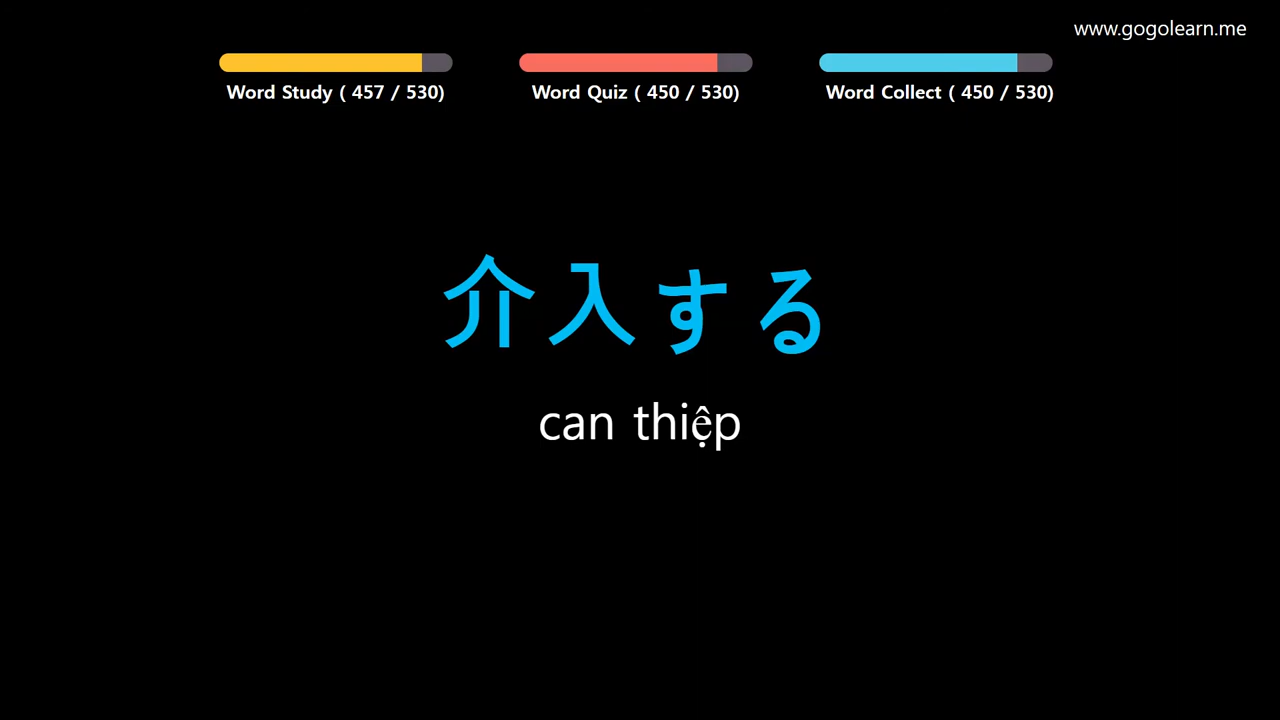 www.gogolearn.me
Word Study ( 457 / 530)
Word Quiz ( 450 / 530)
Word Collect ( 450 / 530)
介入する
can thiệp